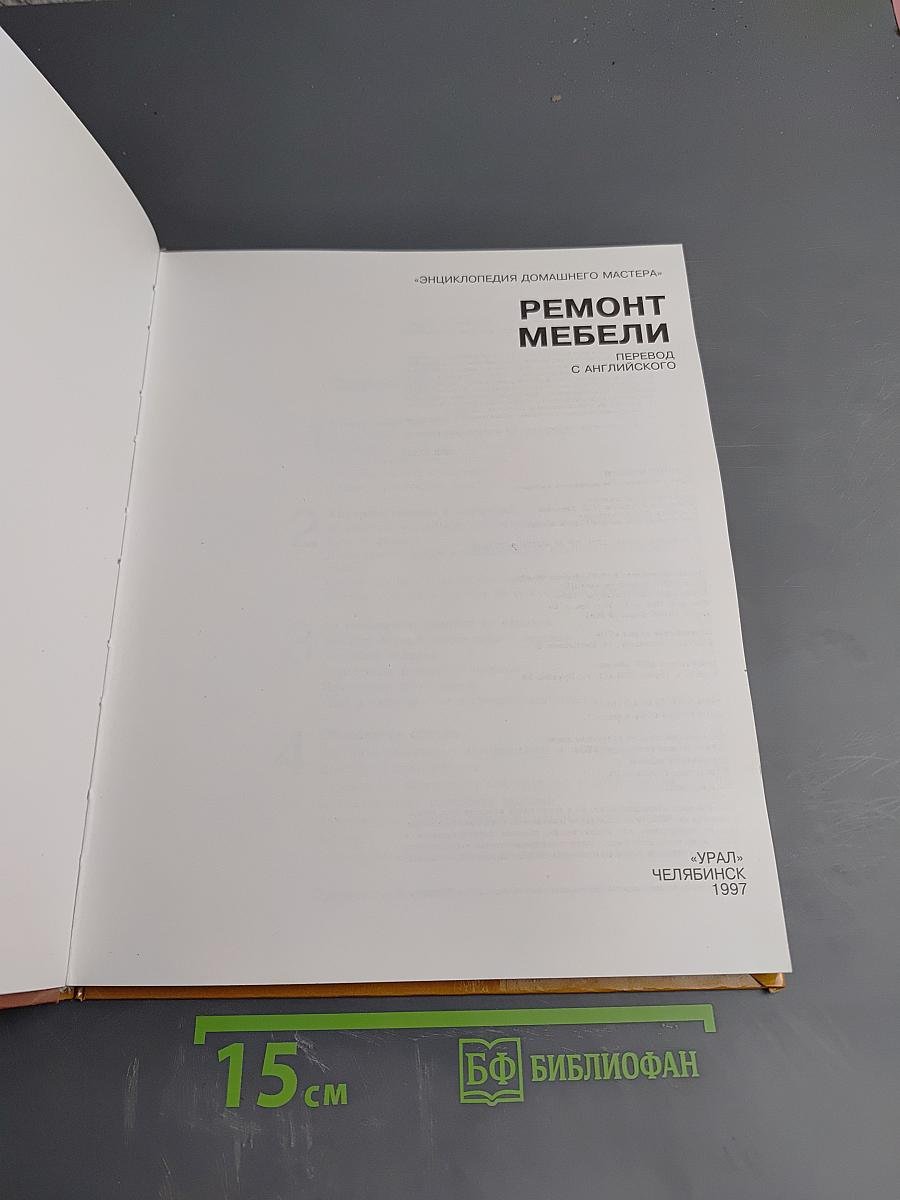 «ЭНЦИКЛОПЕДИЯ ДОМАШНЕГО МАСТЕРА»
РЕМОНТ
МЕБЕЛИ
ПЕРЕВОД
С АНГЛИЙСКОГО
«УРАЛ»
ЧЕЛЯБИНСК
1997
15 см
БФ БИБЛИОФАН